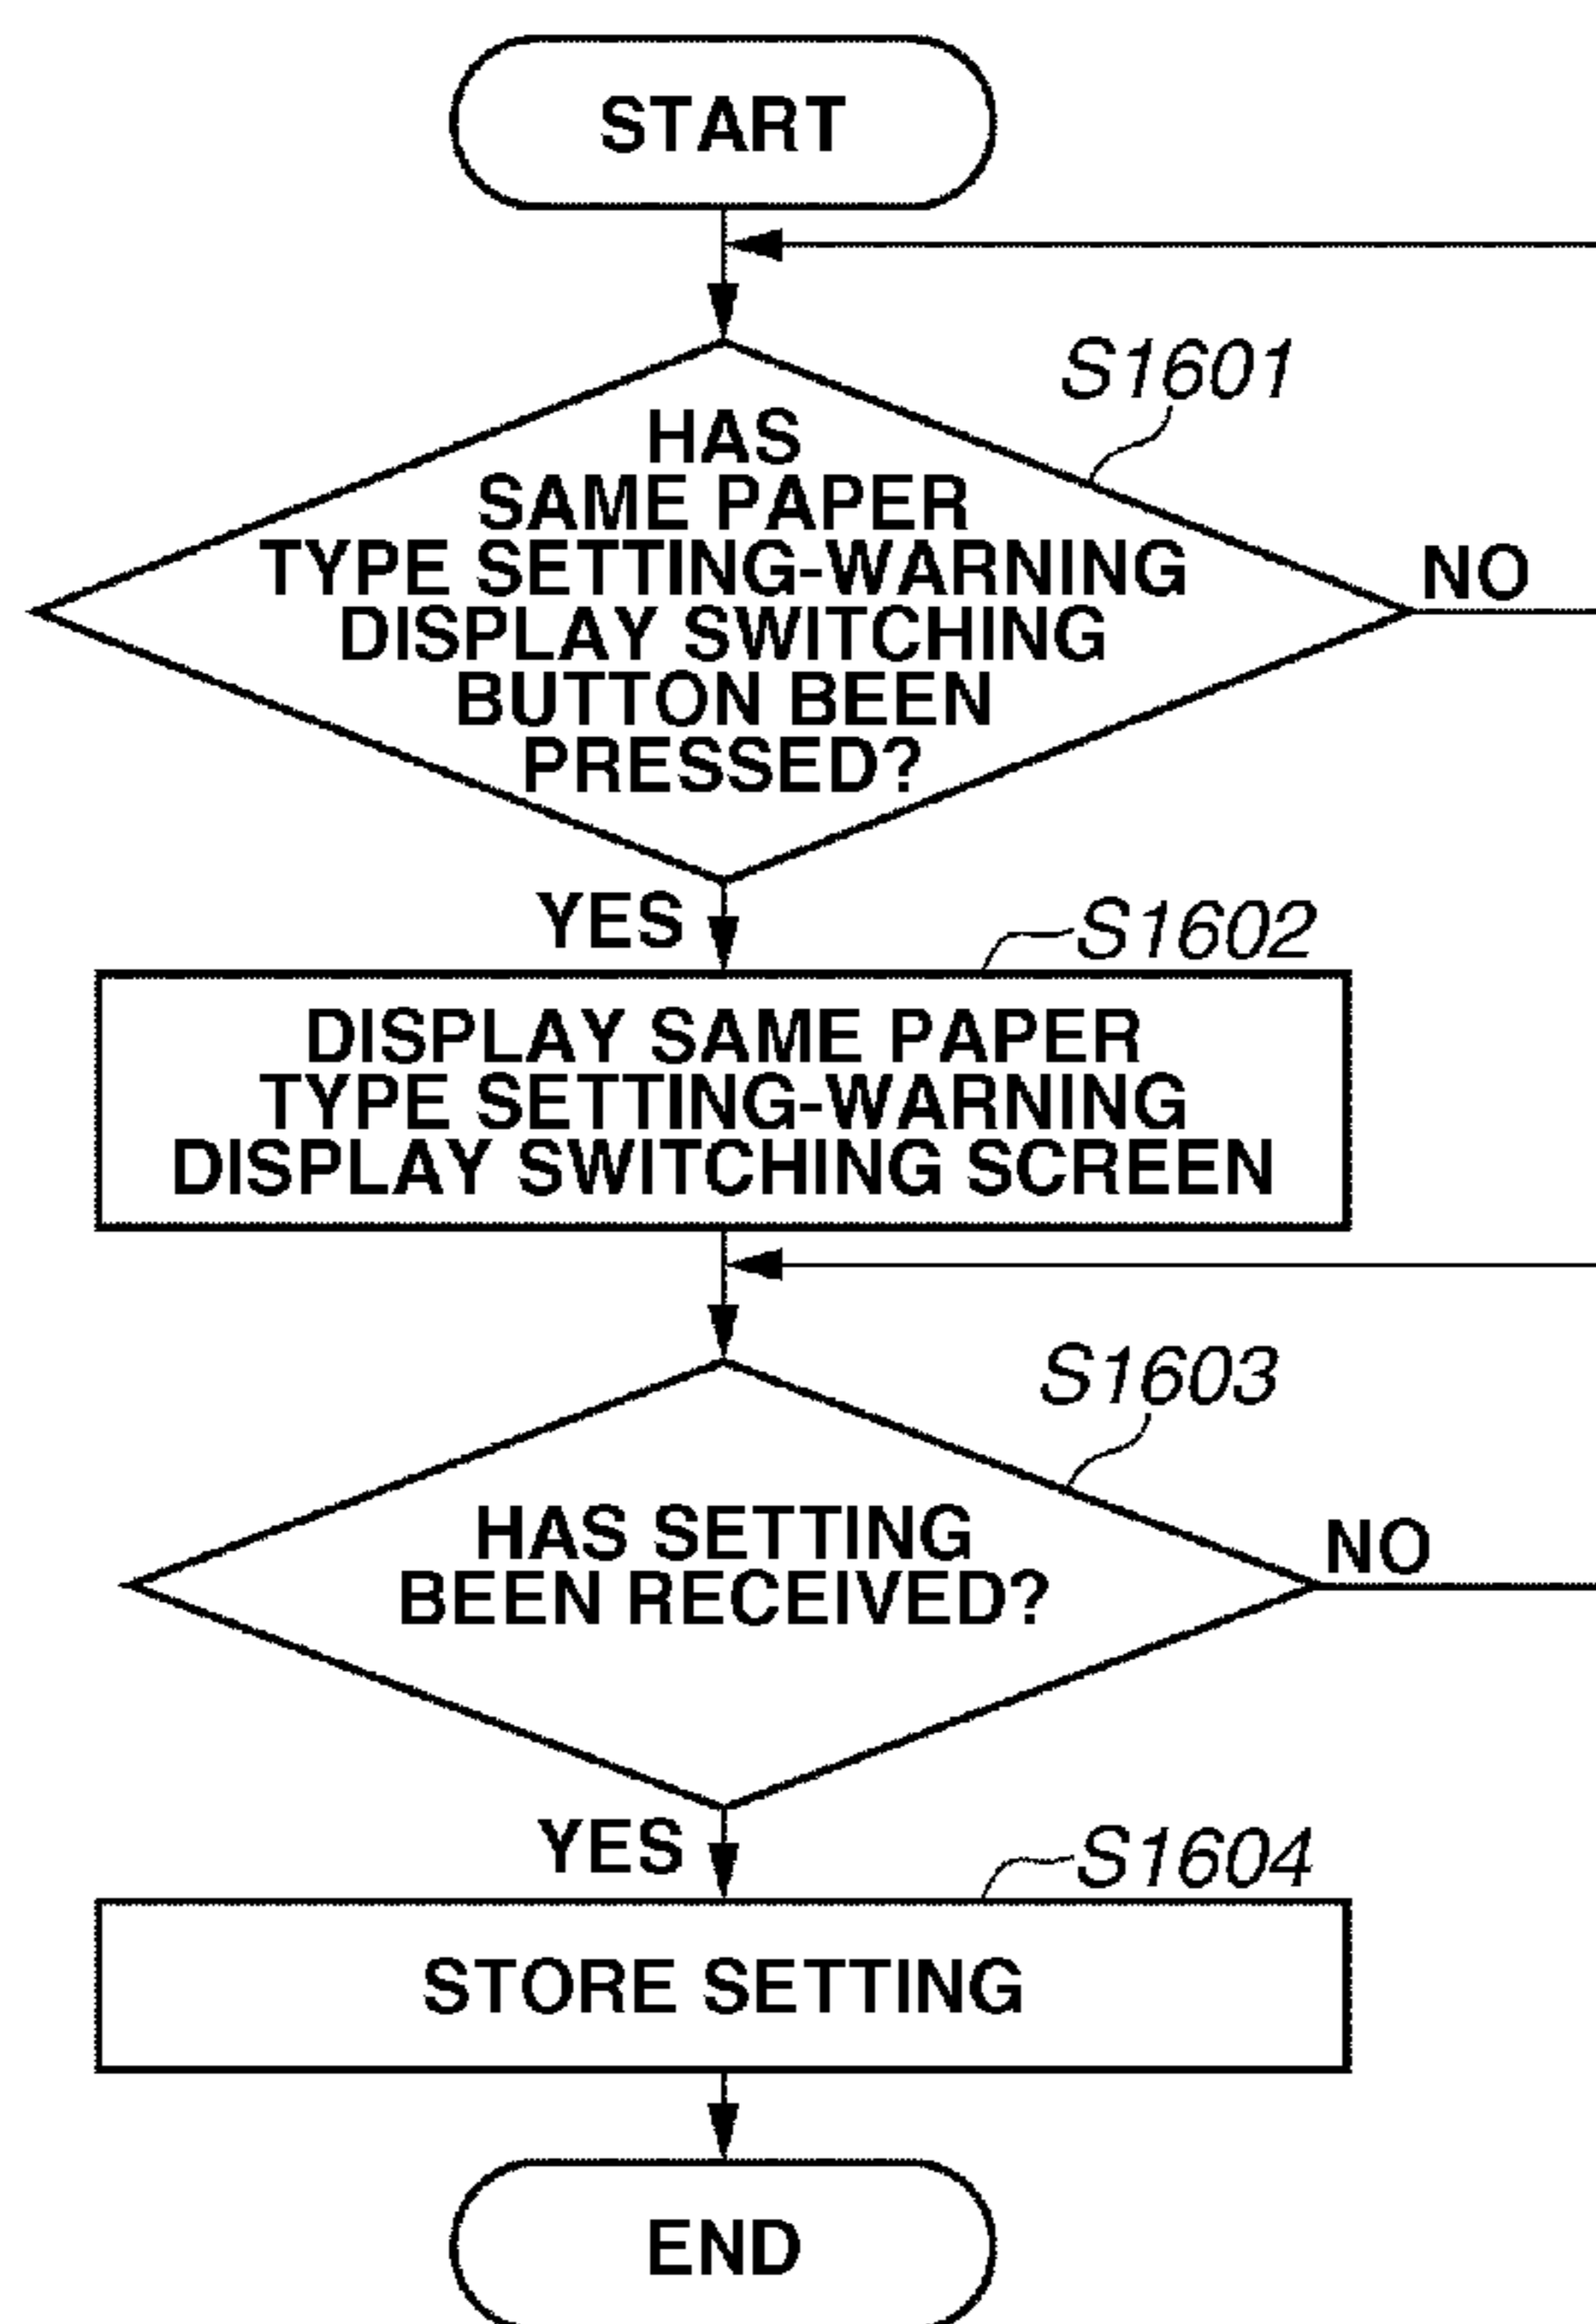 START
S1601
HAS
SAME PAPER
TYPE SETTING-WARNING
DISPLAY SWITCHING
BUTTON BEEN
PRESSED?
NO
YES
S1602
DISPLAY SAME PAPER
TYPE SETTING-WARNING
DISPLAY SWITCHING SCREEN
S1603
HAS SETTING
BEEN RECEIVED?
NO
YES
S1604
STORE SETTING
END